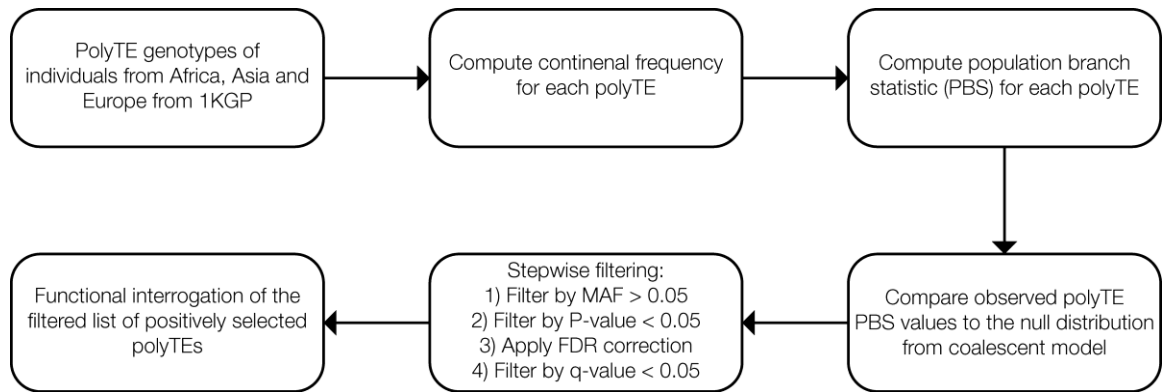 PolyTE genotypes of
individuals from Africa, Asia and
Europe from 1KGP
Compute continenal frequency
for each polyTE
Compute population branch
statistic (PBS) for each polyTE
Compare observed polyTE
PBS values to the null distribution
from coalescent model
Stepwise filtering:
1) Filter by MAF > 0.05
2) Filter by P-value < 0.05
3) Apply FDR correction
4) Filter by q-value < 0.05
Functional interrogation of the
filtered list of positively selected
polyTEs